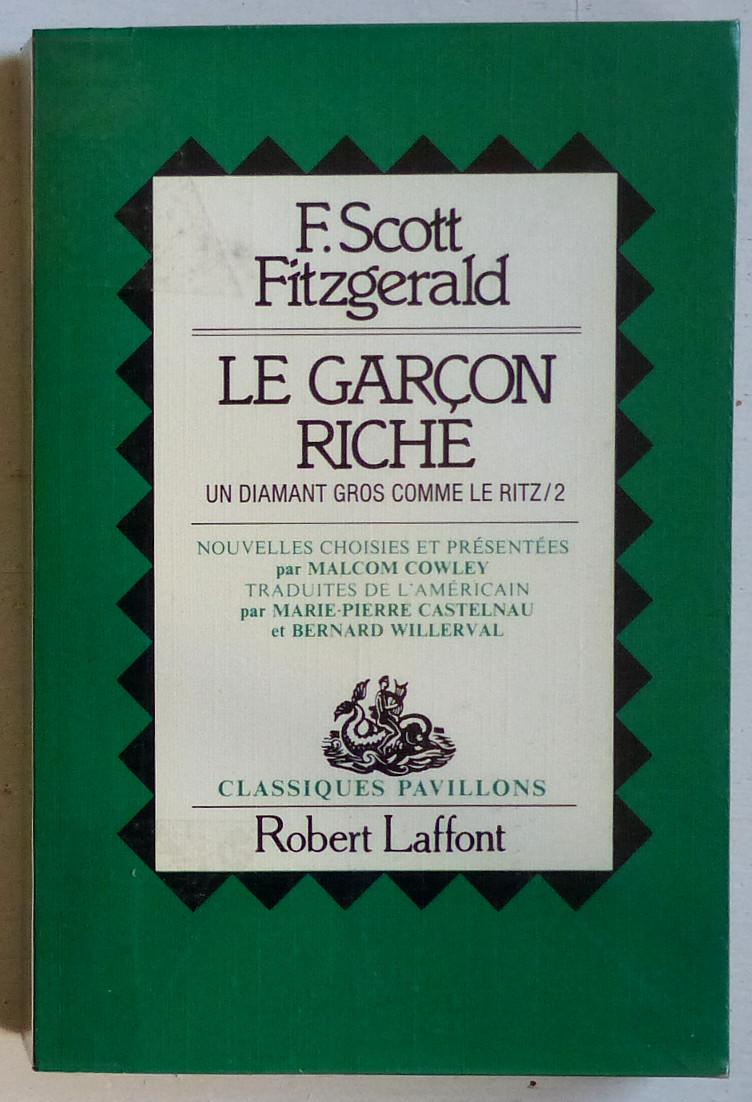 F. Scott
Fitzgerald
LE GARÇON
RICHE
UN DIAMANT GROS COMME LE RITZ/2
NOUVELLES CHOISIES ET PRÉSENTÉES
par MALCOM COWLEY
TRADUITES DE L'AMÉRICAIN
par MARIE-PIERRE CASTELNAU
et BERNARD WILLERVAL
CLASSIQUES PAVILLONS
Robert Laffont